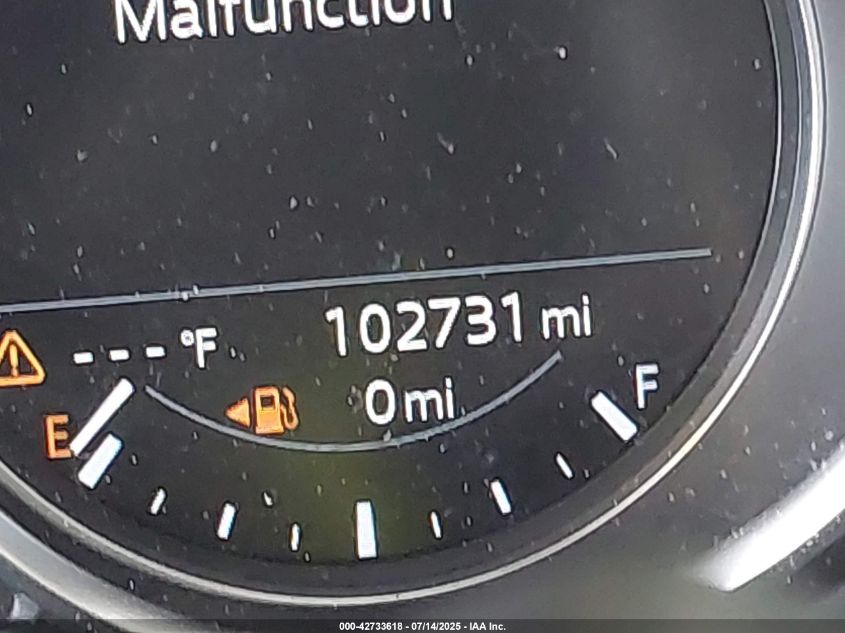 Malfunction
102731 mi
--- °F
0 mi
E
F
000-42733618 - 07/14/2025 - IAA Inc.